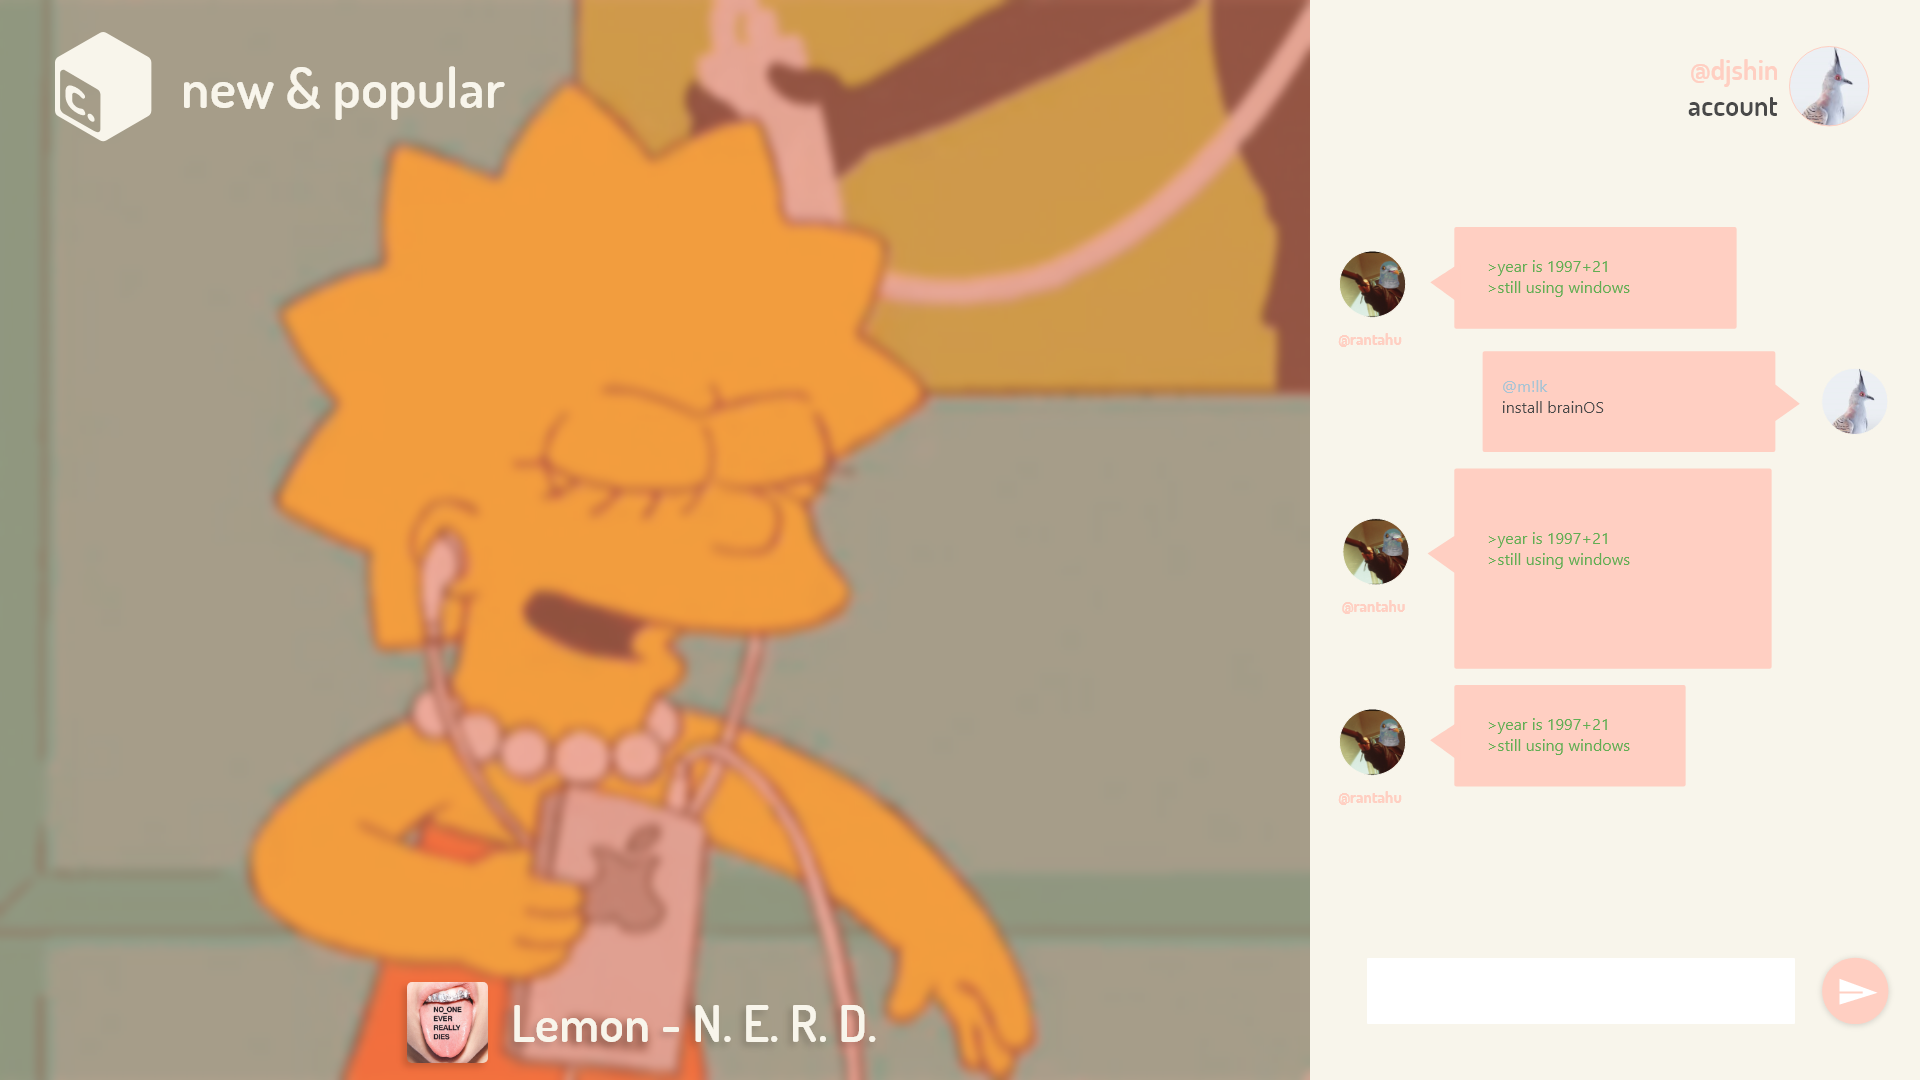 c.
new & popular
@djshin
account
>year is 1997+21
>still using windows
@rantahu
@m!lk
install brainOS
>year is 1997+21
>still using windows
@rantahu
>year is 1997+21
>still using windows
@rantahu
NO_ONE
EVER
REALLY
DIES
Lemon - N. E. R. D.